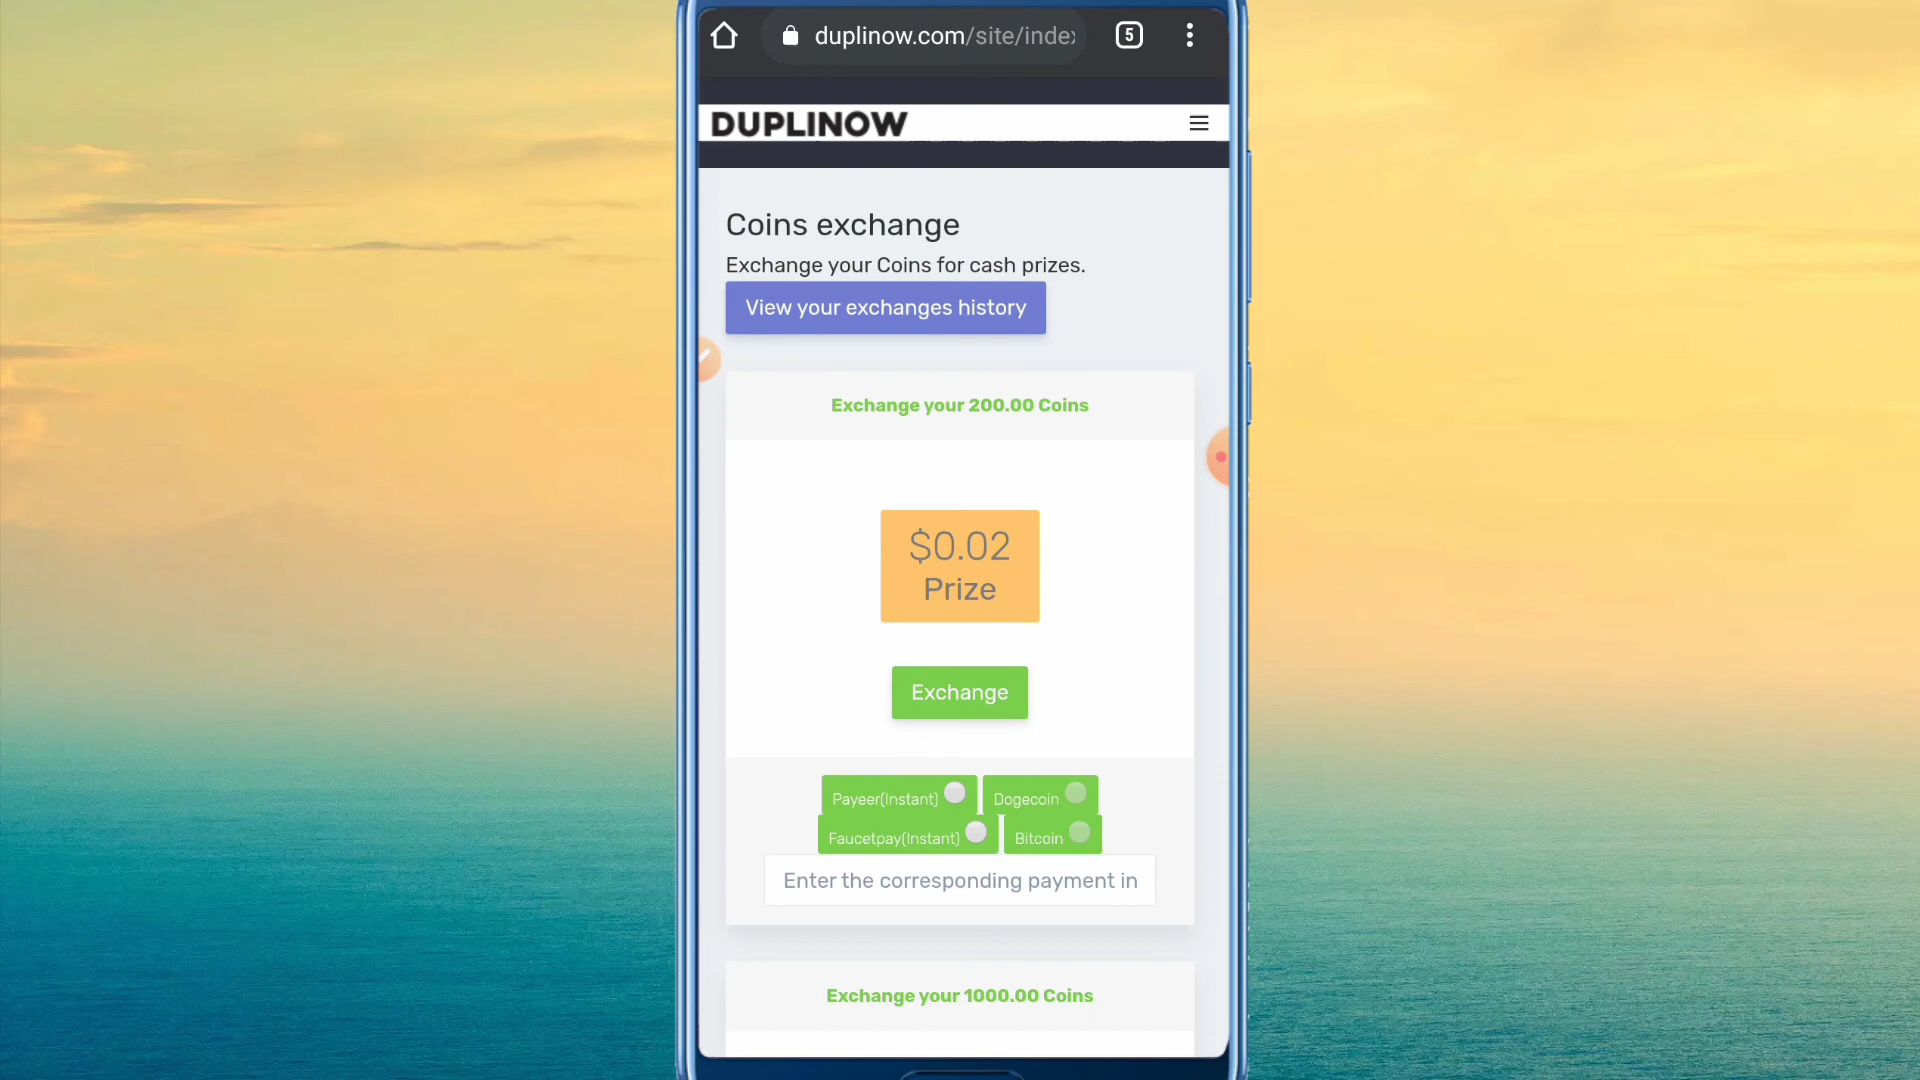 duplinow.com/site/index
5
DUPLINOW
Coins exchange
Exchange your Coins for cash prizes.
View your exchanges history
Exchange your 200.00 Coins
$0.02
Prize
Exchange
Payeer(Instant) Dogecoin
Faucetpay(Instant) Bitcoin
Enter the corresponding payment in
Exchange your 1000.00 Coins